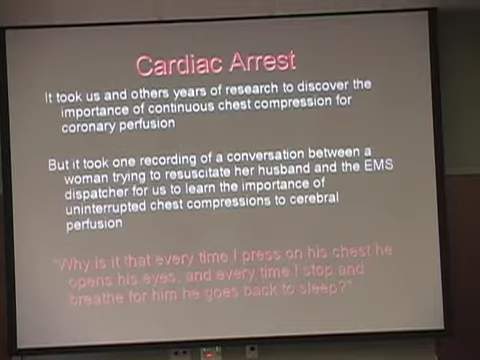 Cardiac Arrest
It took us and others years of research to discover the
importance of continuous chest compression for
coronary perfusion
But it took one recording of a conversation between a
woman trying to resuscitate her husband and the EMS
dispatcher for us to learn the importance of
uninterrupted chest compressions to cerebral
perfusion
"Why is it that every time I press on his chest he
opens his eyes, and every time I stop and
breathe for him he goes back to sleep?"